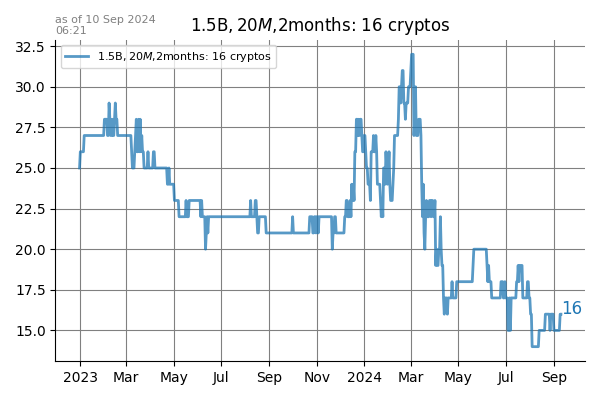 as of 10 Sep 2024
06:21
1.5B, 20M,2months: 16 cryptos
1.5B, 20M,2months: 16 cryptos
32.5
30.0
27.5
25.0
22.5
20.0
17.5
15.0
16
2023 Mar May Jul Sep Nov 2024 Mar May Jul Sep